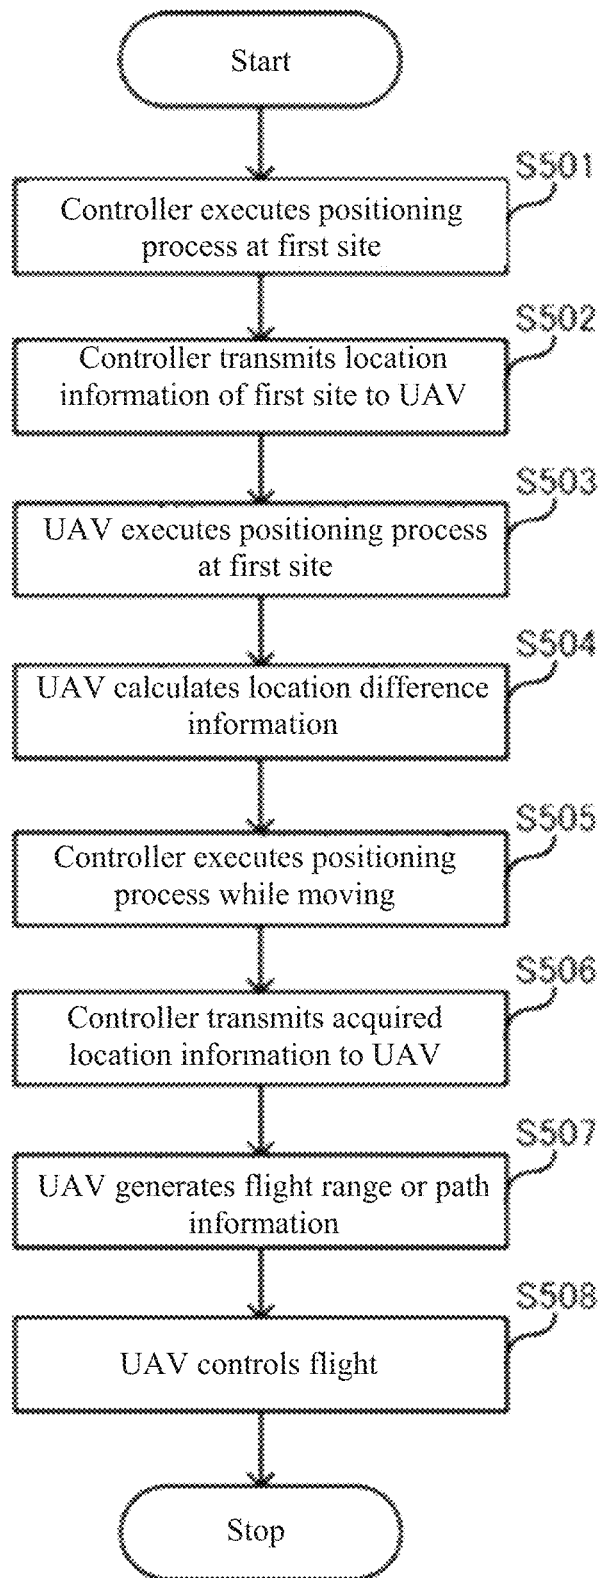 Start
S501
Controller executes positioning
process at first site
S502
Controller transmits location
information of first site to UAV
S503
UAV executes positioning process
at first site
S504
UAV calculates location difference
information
S505
Controller executes positioning
process while moving
S506
Controller transmits acquired
location information to UAV
S507
UAV generates flight range or path
information
S508
UAV controls flight
Stop